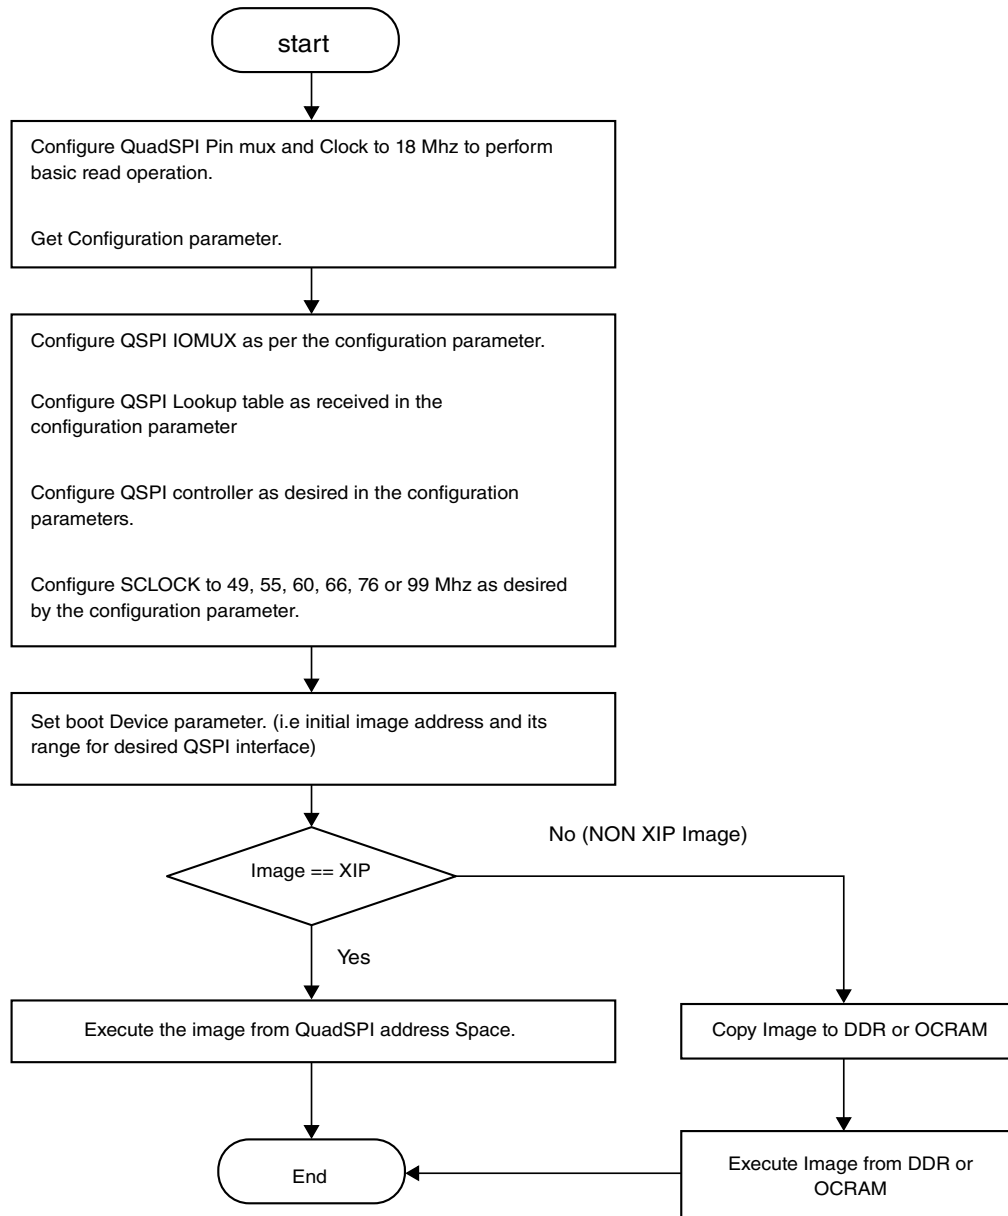 start
Configure QuadSPI Pin mux and Clock to 18 Mhz to perform
basic read operation.
Get Configuration parameter.
Configure QSPI IOMUX as per the configuration parameter.
Configure QSPI Lookup table as received in the
configuration parameter
Configure QSPI controller as desired in the configuration
parameters.
Configure SCLOCK to 49, 55, 60, 66, 76 or 99 Mhz as desired
by the configuration parameter.
Set boot Device parameter. (i.e initial image address and its
range for desired QSPI interface)
No (NON XIP Image)
Image == XIP
Yes
Execute the image from QuadSPI address Space.
Copy Image to DDR or OCRAM
Execute Image from DDR or
OCRAM
End